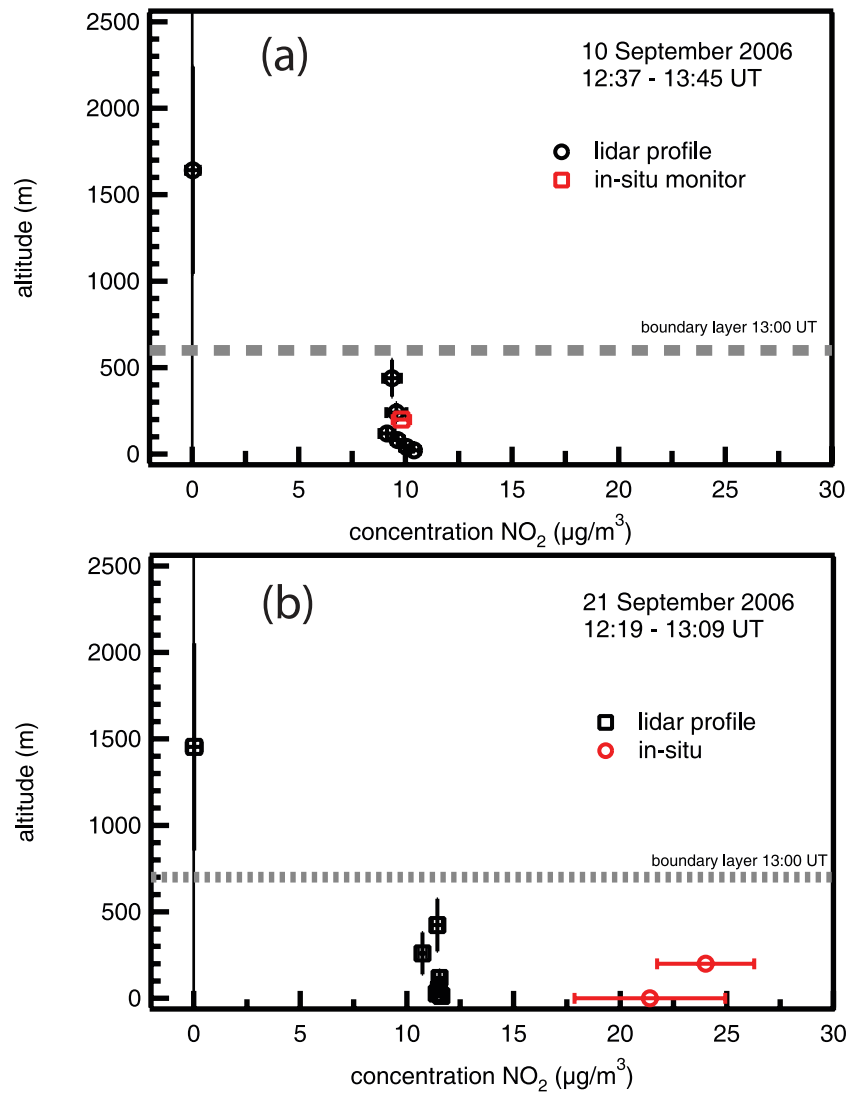 2500
(a)
10 September 2006
12:37 - 13:45 UT
2000
lidar profile
in-situ monitor
1500
altitude (m)
1000
boundary layer 13:00 UT
500
0
0 5 10 15 20 25 30
concentration NO₂ (µg/m³)
2500
(b)
21 September 2006
12:19 - 13:09 UT
2000
lidar profile
in-situ
1500
altitude (m)
1000
boundary layer 13:00 UT
500
0
0 5 10 15 20 25 30
concentration NO₂ (µg/m³)